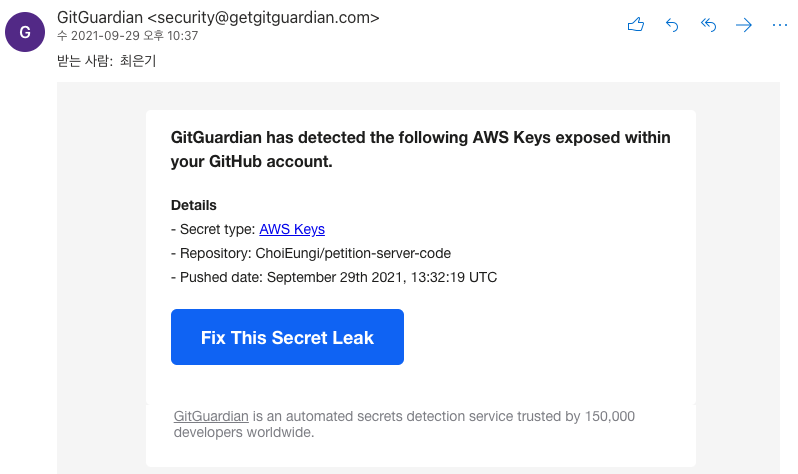 G
GitGuardian <security@getgitguardian.com>
수 2021-09-29 오후 10:37
받는 사람: 최은기
GitGuardian has detected the following AWS Keys exposed within
your GitHub account.
Details
- Secret type: AWS Keys
- Repository: ChoiEungi/petition-server-code
- Pushed date: September 29th 2021, 13:32:19 UTC
Fix This Secret Leak
GitGuardian is an automated secrets detection service trusted by 150,000
developers worldwide.